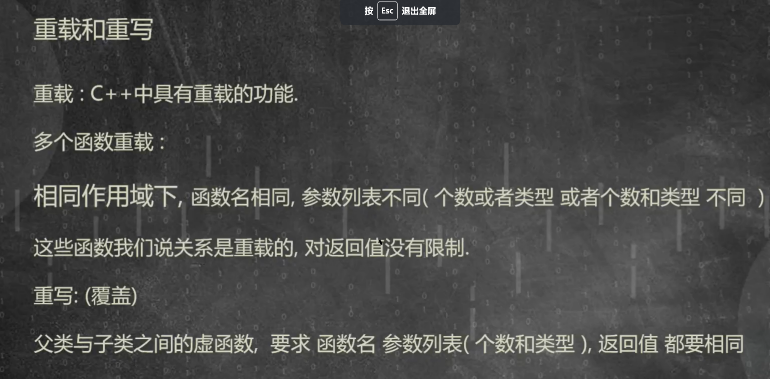 按 Esc 退出全屏
重载和重写
重载 : C++中具有重载的功能.
多个函数重载 :
相同作用域下, 函数名相同, 参数列表不同( 个数或者类型 或者个数和类型 不同 )
这些函数我们说关系是重载的, 对返回值没有限制.
重写: (覆盖)
父类与子类之间的虚函数, 要求 函数名 参数列表( 个数和类型 ), 返回值 都要相同